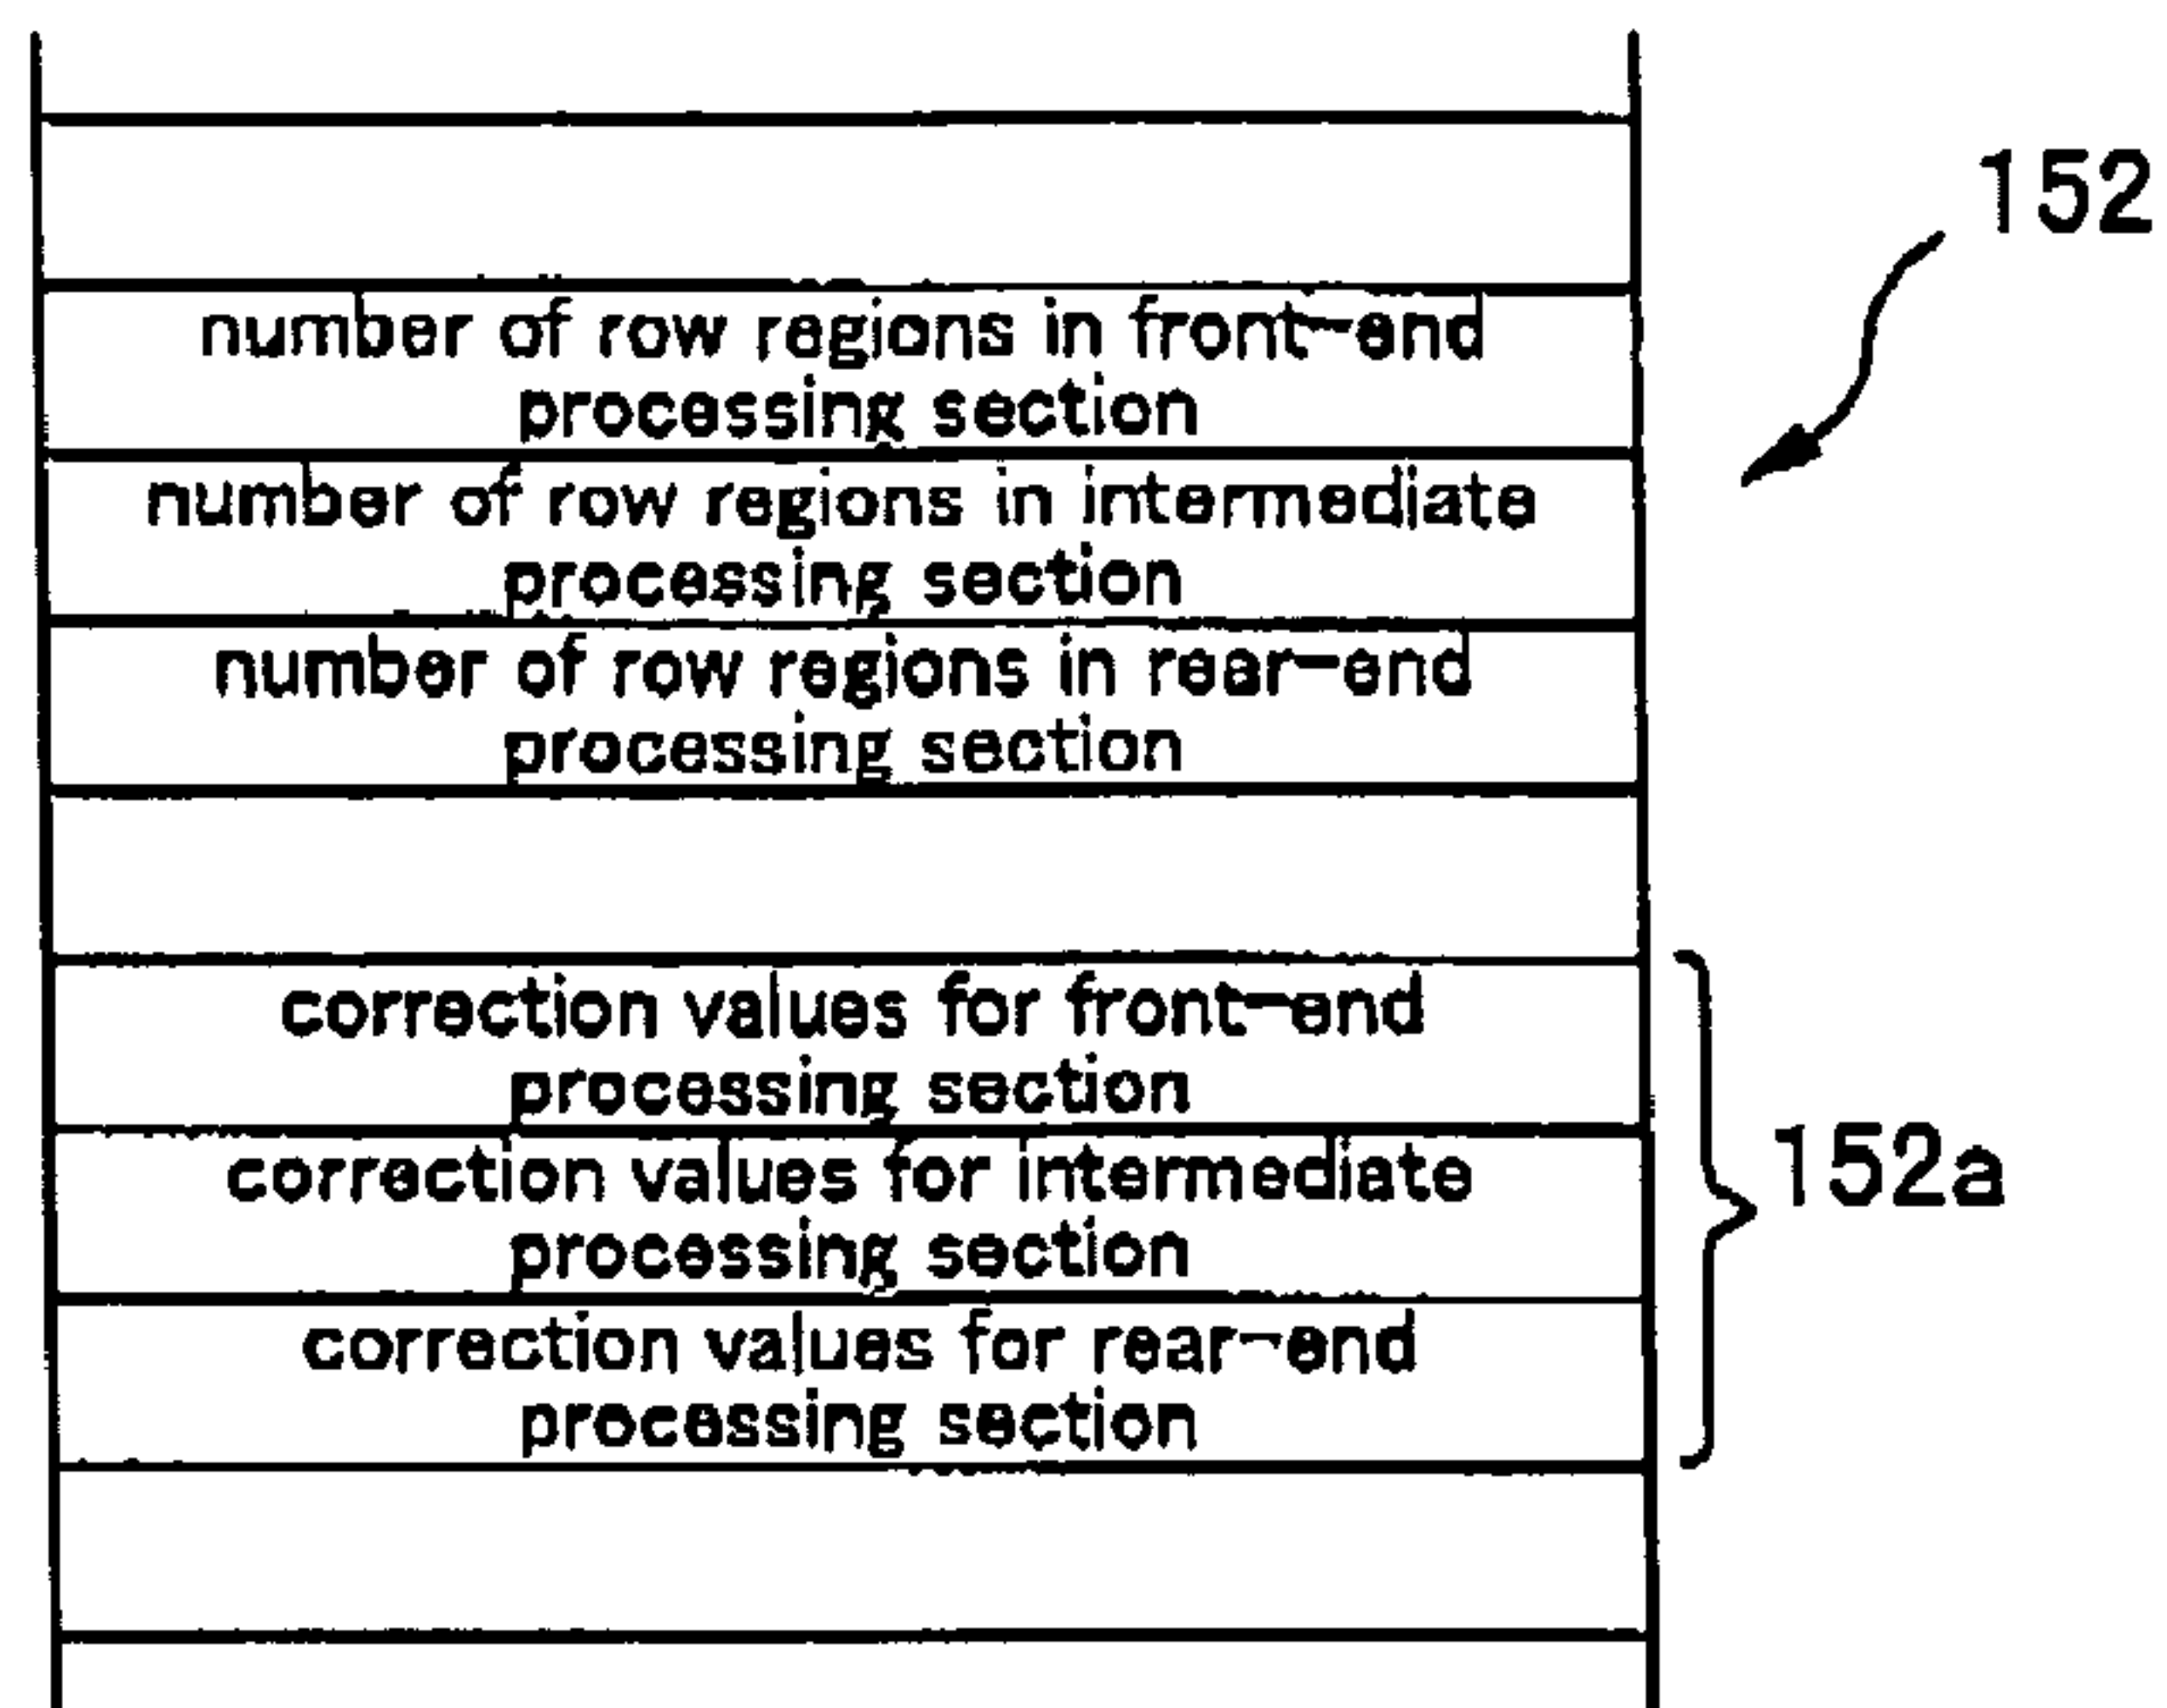 152
number of row regions in front-end
processing section
number of row regions in intermediate
processing section
number of row regions in rear-end
processing section
correction values for front-end
processing section
correction values for intermediate
processing section
152a
correction values for rear-end
processing section